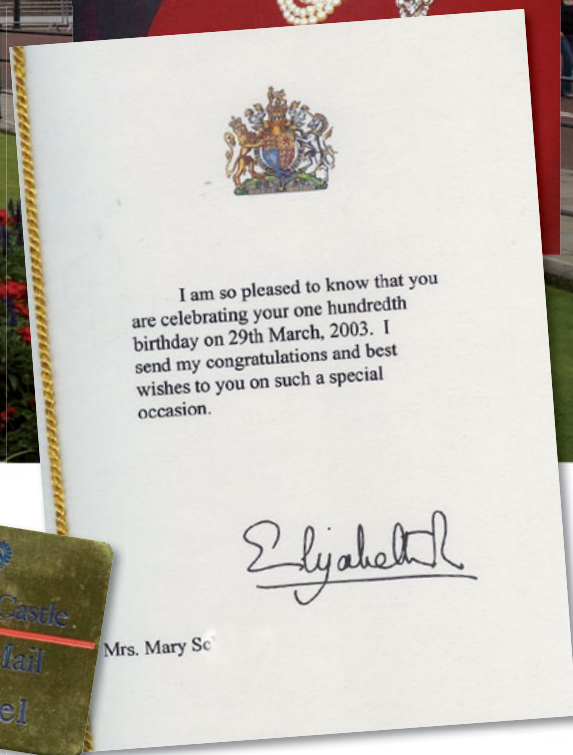 I am so pleased to know that you
are celebrating your one hundredth
birthday on 29th March, 2003. I
send my congratulations and best
wishes to you on such a special
occasion.
Elizabeth R
Mrs. Mary Sc
Castle
Mail